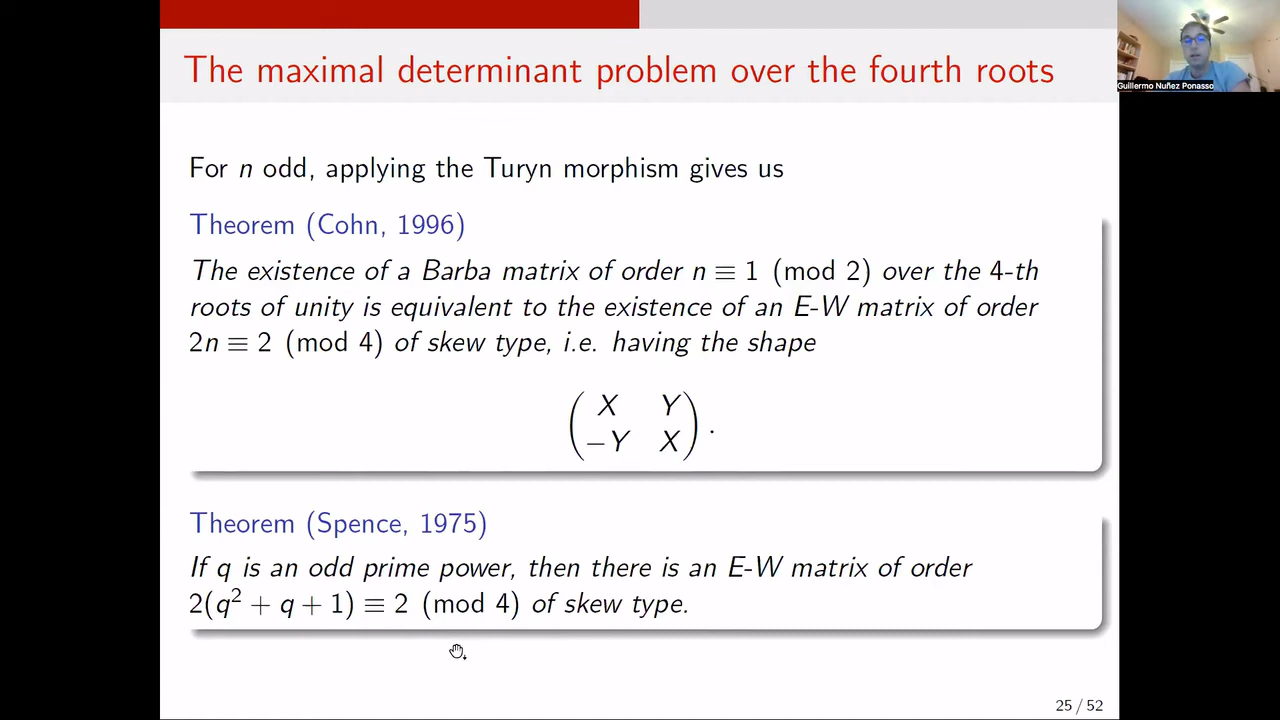 The maximal determinant problem over the fourth roots
Guillermo Nuñez Ponasso
For n odd, applying the Turyn morphism gives us
Theorem (Cohn, 1996)
The existence of a Barba matrix of order n ≡ 1 (mod 2) over the 4-th
roots of unity is equivalent to the existence of an E-W matrix of order
2n ≡ 2 (mod 4) of skew type, i.e. having the shape
( X Y
−Y X ) .
Theorem (Spence, 1975)
If q is an odd prime power, then there is an E-W matrix of order
2(q² + q + 1) ≡ 2 (mod 4) of skew type.
25 / 52